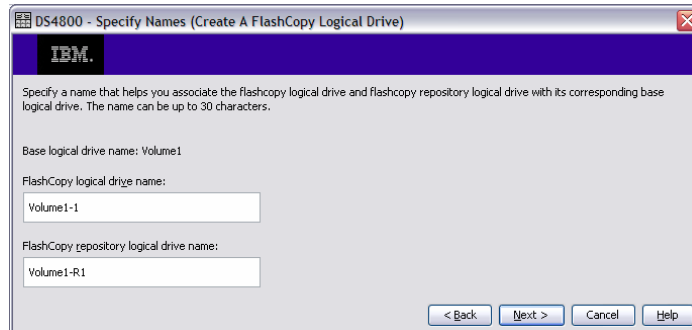 DS4800 - Specify Names (Create A FlashCopy Logical Drive)
IBM.
Specify a name that helps you associate the flashcopy logical drive and flashcopy repository logical drive with its corresponding base
logical drive. The name can be up to 30 characters.
Base logical drive name: Volume1
FlashCopy logical drive name:
Volume1-1
FlashCopy repository logical drive name:
Volume1-R1
< Back Next > Cancel Help